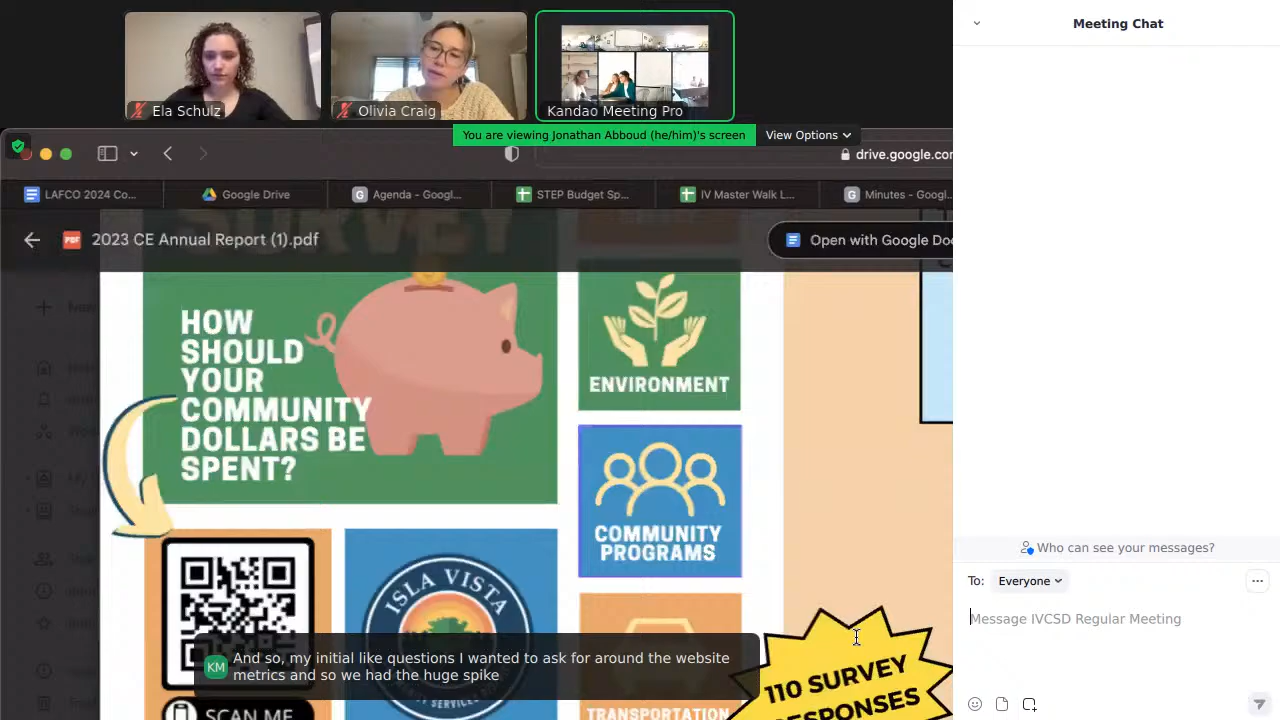 Meeting Chat
Ela Schulz
Olivia Craig
Kandao Meeting Pro
You are viewing Jonathan Abboud (he/him)'s screen
View Options
drive.google.com
LAFCO 2024 Co...
Google Drive
Agenda - Googl...
STEP Budget Sp...
IV Master Walk L...
Minutes - Googl...
SURVEY
PDF
2023 CE Annual Report (1).pdf
Open with Google Doc
HOW
SHOULD
YOUR
COMMUNITY
DOLLARS BE
SPENT?
ENVIRONMENT
COMMUNITY
PROGRAMS
ISLA VISTA
110 SURVEY
RESPONSES
TRANSPORTATION
SCAN ME
KM
And so, my initial like questions I wanted to ask for around the website
metrics and so we had the huge spike
Who can see your messages?
To: Everyone
Message IVCSD Regular Meeting